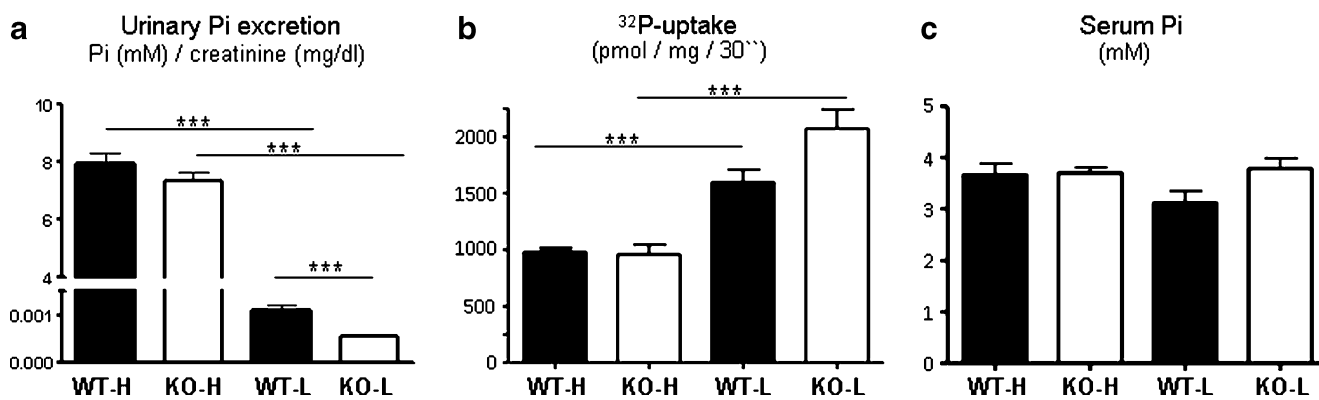 a
Urinary Pi excretion
Pi (mM) / creatinine (mg/dl)
10
8
6
4
0.001
0.000
***
***
***
WT-H KO-H WT-L KO-L
b
³²P-uptake
(pmol / mg / 30``)
2000
1500
1000
500
0
***
***
WT-H KO-H WT-L KO-L
c
Serum Pi
(mM)
5
4
3
2
1
0
WT-H KO-H WT-L KO-L